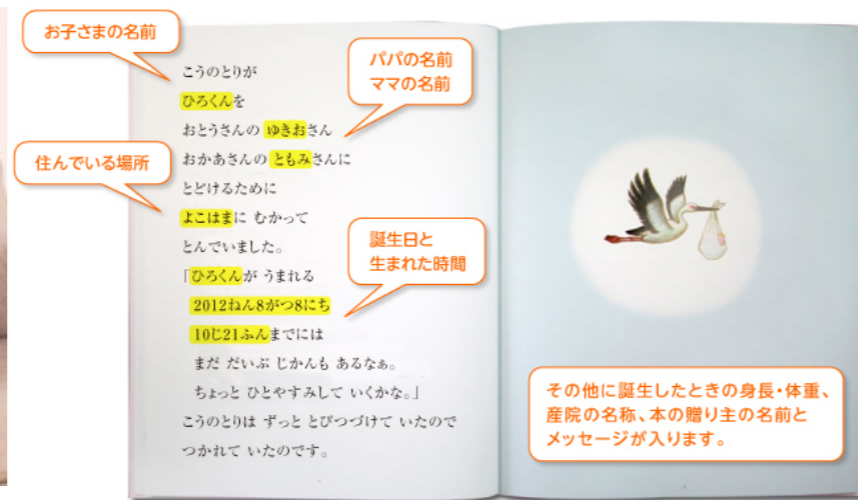 お子さまの名前
パパの名前
ママの名前
住んでいる場所
誕生日と
生まれた時間
こうのとりが
ひろくんを
おとうさんの ゆきおさん
おかあさんの ともみさんに
とどけるために
よこはまに むかって
とんでいました。
「ひろくんが うまれる
2012ねん8がつ8にち
10じ21ふんまでには
まだ だいぶ じかんも あるなぁ。
ちょっと ひとやすみして いくかな。」
こうのとりは ずっと とびつづけて いたので
つかれて いたのです。
その他に誕生したときの身長・体重、
産院の名称、本の贈り主の名前と
メッセージが入ります。